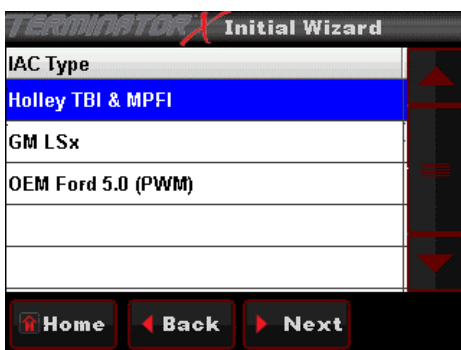 TERMINATOR X Initial Wizard
IAC Type
Holley TBI & MPFI
GM LSx
OEM Ford 5.0 (PWM)
Home Back Next